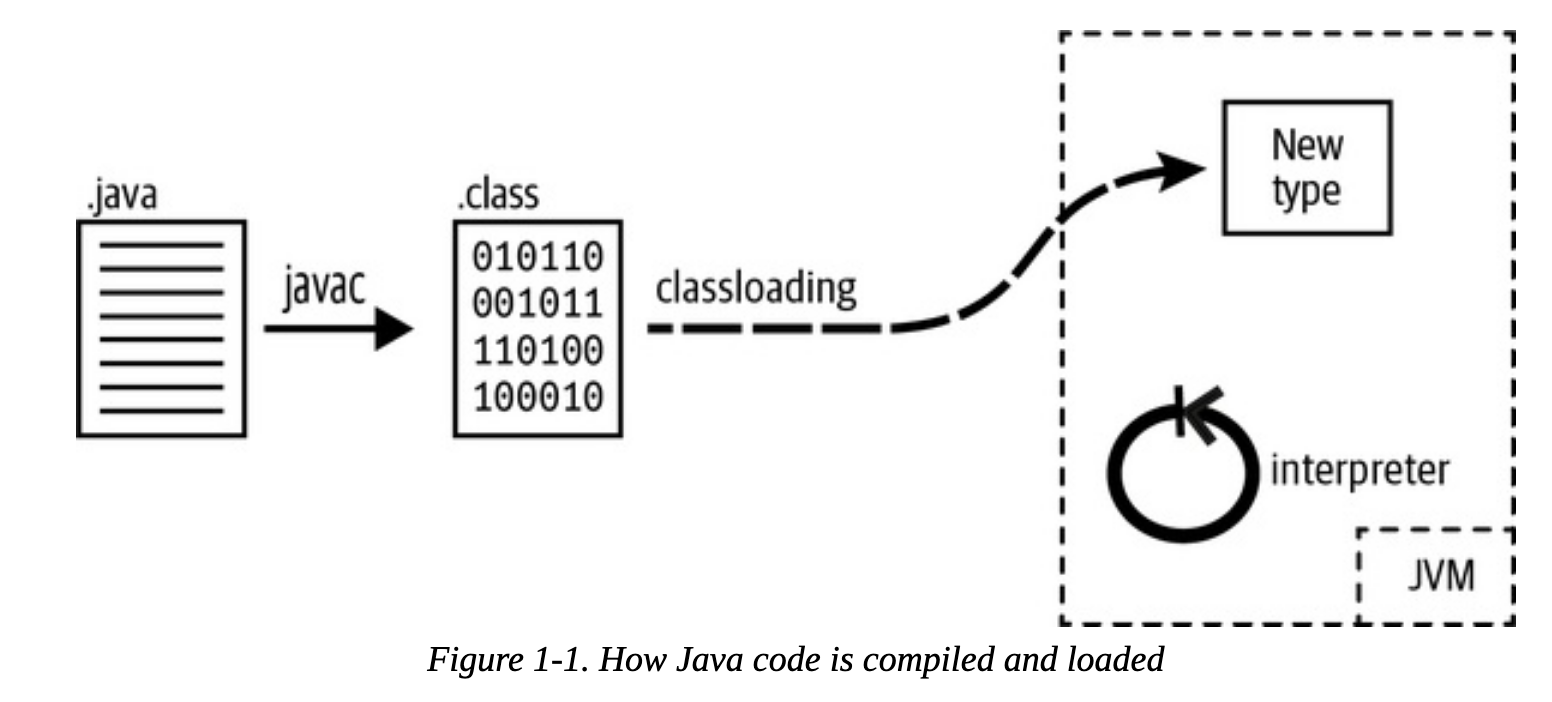 .java
javac
.class
010110
001011
110100
100010
classloading
New
type
interpreter
JVM
Figure 1-1. How Java code is compiled and loaded